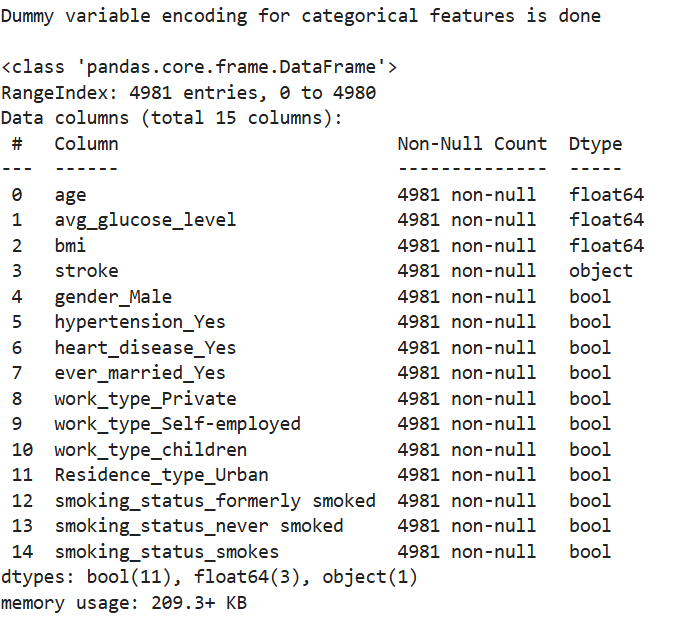 Dummy variable encoding for categorical features is done
<class 'pandas.core.frame.DataFrame'>
RangeIndex: 4981 entries, 0 to 4980
Data columns (total 15 columns):
 #   Column                          Non-Null Count  Dtype
---  ------                          --------------  -----
 0   age                             4981 non-null   float64
 1   avg_glucose_level               4981 non-null   float64
 2   bmi                             4981 non-null   float64
 3   stroke                          4981 non-null   object
 4   gender_Male                     4981 non-null   bool
 5   hypertension_Yes                4981 non-null   bool
 6   heart_disease_Yes               4981 non-null   bool
 7   ever_married_Yes                4981 non-null   bool
 8   work_type_Private               4981 non-null   bool
 9   work_type_Self-employed         4981 non-null   bool
 10  work_type_children              4981 non-null   bool
 11  Residence_type_Urban            4981 non-null   bool
 12  smoking_status_formerly smoked  4981 non-null   bool
 13  smoking_status_never smoked     4981 non-null   bool
 14  smoking_status_smokes           4981 non-null   bool
dtypes: bool(11), float64(3), object(1)
memory usage: 209.3+ KB